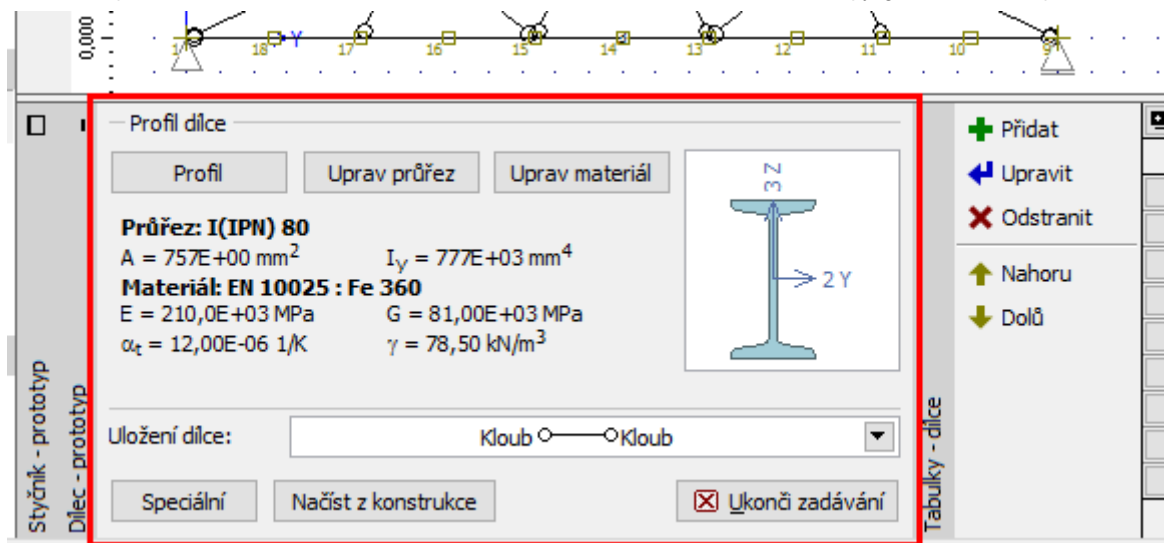 0,000
1 18 Y 17 16 15 14 13 12 11 10 9
Profil dílce
Profil Uprav průřez Uprav materiál
Průřez: I(IPN) 80
A = 757E+00 mm² I_y = 777E+03 mm⁴
Materiál: EN 10025 : Fe 360
E = 210,0E+03 MPa G = 81,00E+03 MPa
α_t = 12,00E-06 1/K γ = 78,50 kN/m³
3 Z
2 Y
Uložení dílce: Kloub Kloub
Speciální Načíst z konstrukce Ukonči zadávání
Styčník - prototyp
Dílec - prototyp
Tabulky - dílce
Přidat
Upravit
Odstranit
Nahoru
Dolů